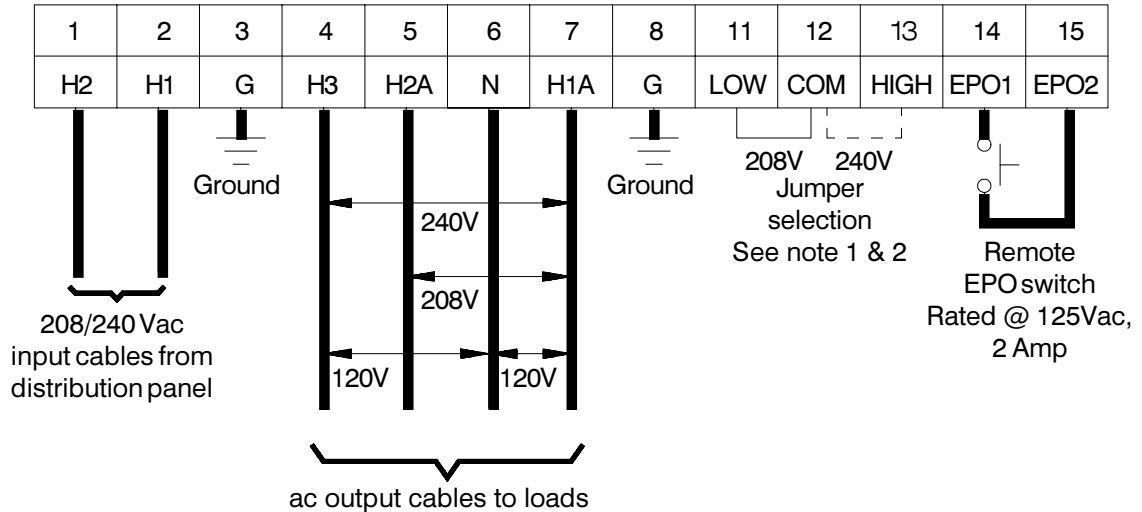 1 2 3 4 5 6 7 8 11 12 13 14 15
H2 H1 G H3 H2A N H1A G LOW COM HIGH EPO1 EPO2
Ground
Ground
208V 240V
Jumper
selection
See note 1 & 2
240V
208V
120V 120V
208/240 Vac
input cables from
distribution panel
Remote
EPO switch
Rated @ 125Vac,
2 Amp
ac output cables to loads